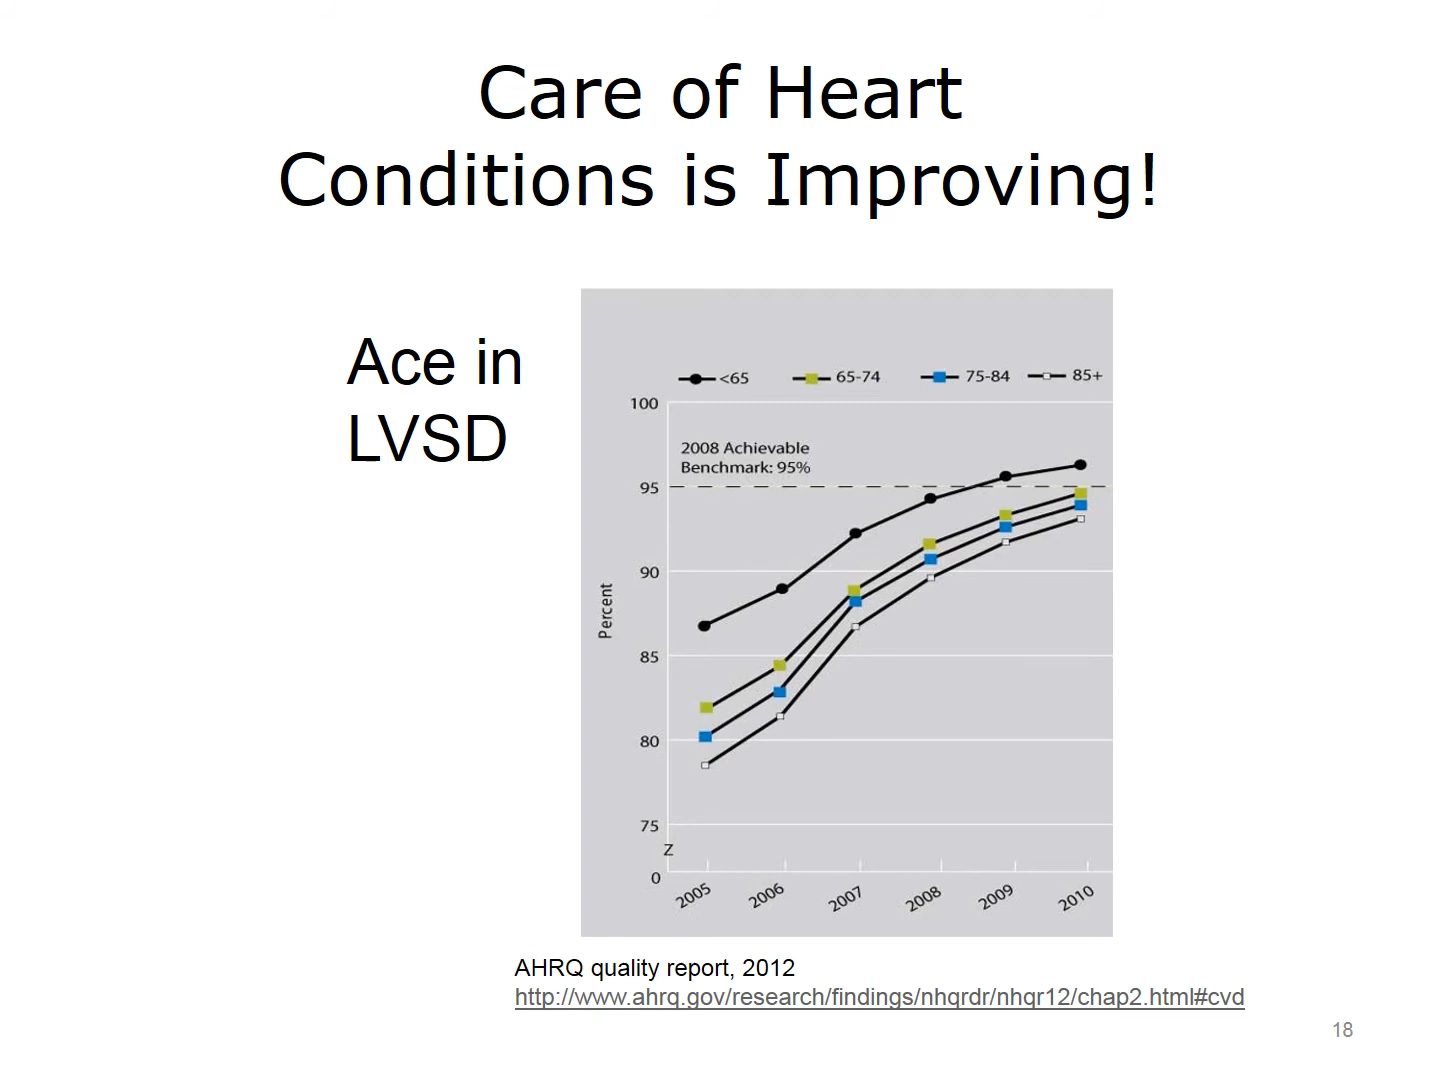 Care of Heart
Conditions is Improving!
Ace in
LVSD
<65 65-74 75-84 85+
100
2008 Achievable
Benchmark: 95%
95
90
Percent
85
80
75
Z
0
2005 2006 2007 2008 2009 2010
AHRQ quality report, 2012
http://www.ahrq.gov/research/findings/nhqrdr/nhqr12/chap2.html#cvd
18